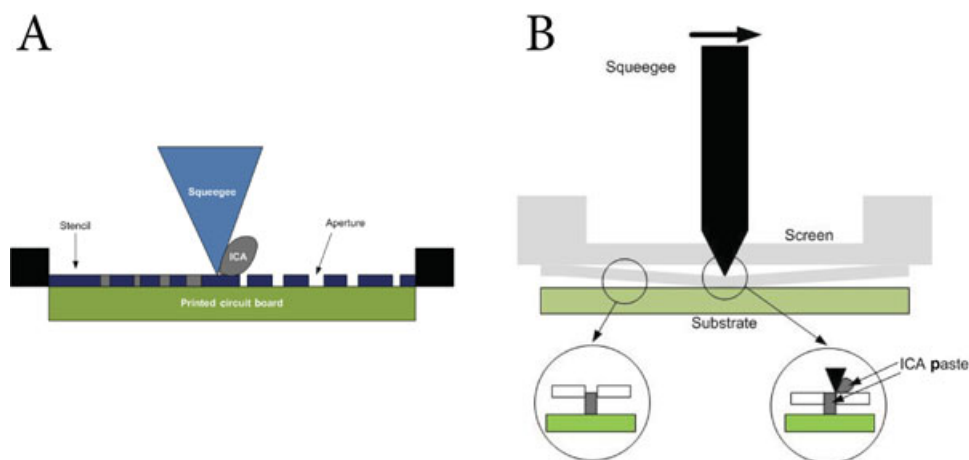 A
Squeegee
Stencil
ICA
Aperture
Printed circuit board
B
Squeegee
Screen
Substrate
ICA paste